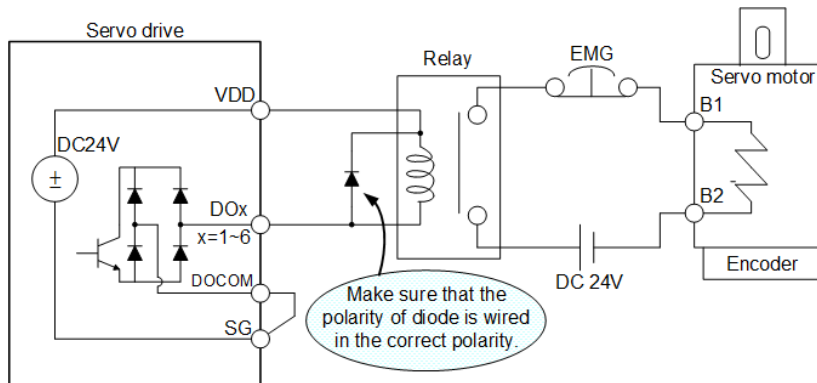 Servo drive
VDD
DC24V
±
DOx
x=1~6
DOCOM
SG
Relay
EMG
DC 24V
Servo motor
B1
B2
Encoder
Make sure that the
polarity of diode is wired
in the correct polarity.